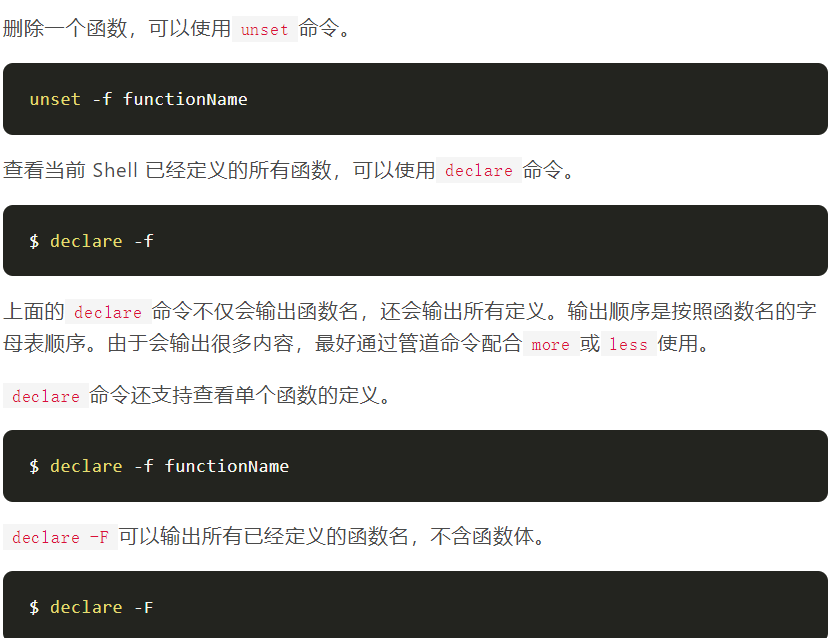 删除一个函数，可以使用 unset 命令。
unset -f functionName
查看当前 Shell 已经定义的所有函数，可以使用 declare 命令。
$ declare -f
上面的 declare 命令不仅会输出函数名，还会输出所有定义。输出顺序是按照函数名的字
母表顺序。由于会输出很多内容，最好通过管道命令配合 more 或 less 使用。
declare 命令还支持查看单个函数的定义。
$ declare -f functionName
declare -F 可以输出所有已经定义的函数名，不含函数体。
$ declare -F